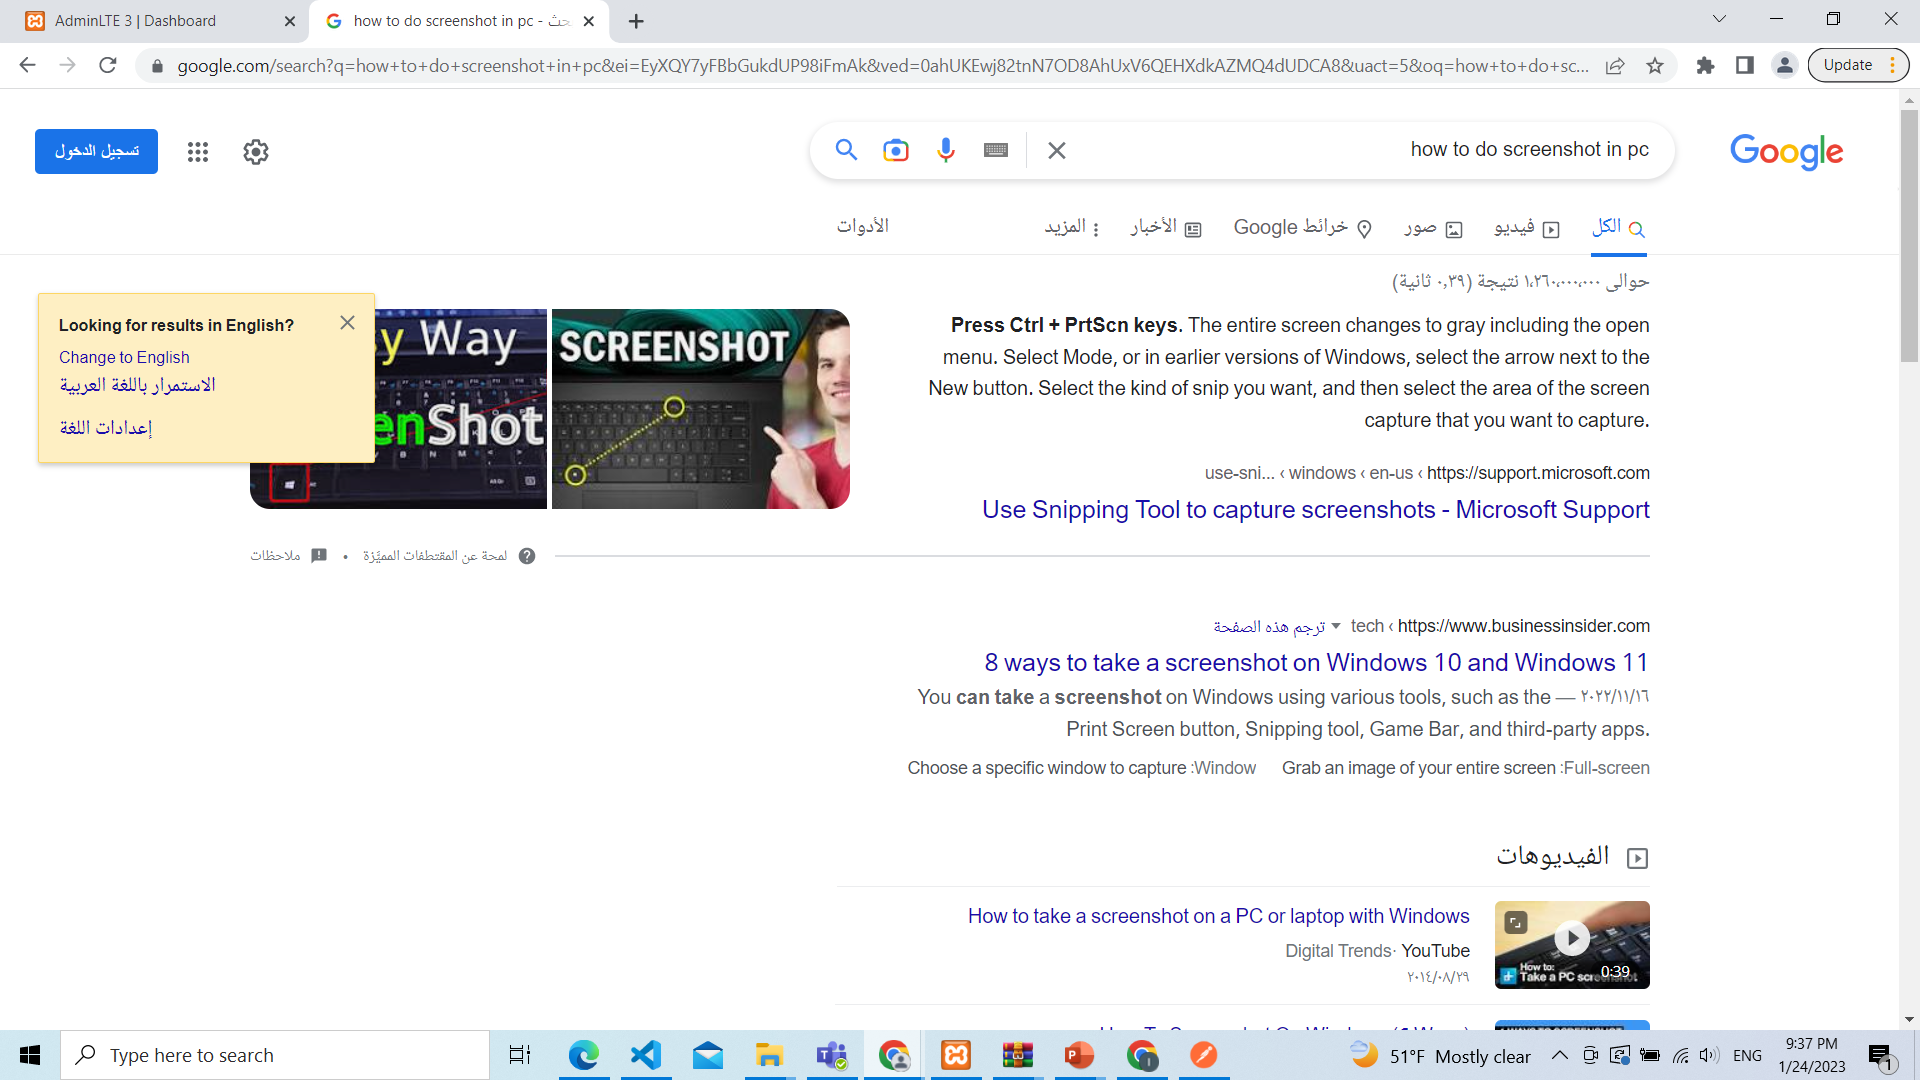 AdminLTE 3 | Dashboard
how to do screenshot in pc - بحث
google.com/search?q=how+to+do+screenshot+in+pc&ei=EyXQY7yFBbGukdUP98iFmAk&ved=0ahUKEwj82tnN7OD8AhUxV6QEHXdkAZMQ4dUDCA8&uact=5&oq=how+to+do+sc...
Update
تسجيل الدخول
how to do screenshot in pc
Google
الكل
فيديو
صور
خرائط Google
الأخبار
المزيد
الأدوات
حوالى ١,٢٦٠,٠٠٠,٠٠٠ نتيجة (٠,٣٩ ثانية)
Looking for results in English?
Change to English
الاستمرار باللغة العربية
إعدادات اللغة
y Way
enShot
SCREENSHOT
Press Ctrl + PrtScn keys. The entire screen changes to gray including the open
menu. Select Mode, or in earlier versions of Windows, select the arrow next to the
New button. Select the kind of snip you want, and then select the area of the screen
capture that you want to capture.
https://support.microsoft.com › en-us › windows › use-sni...
Use Snipping Tool to capture screenshots - Microsoft Support
لمحة عن المقتطفات المميَّزة • ملاحظات
https://www.businessinsider.com › tech ترجم هذه الصفحة
8 ways to take a screenshot on Windows 10 and Windows 11
٢٠٢٢/١١/١٦ — You can take a screenshot on Windows using various tools, such as the
Print Screen button, Snipping tool, Game Bar, and third-party apps.
Full-screen: Grab an image of your entire screen
Window: Choose a specific window to capture
الفيديوهات
How to take a screenshot on a PC or laptop with Windows
YouTube ·Digital Trends
٢٠١٤/٠٨/٢٩
How to:
Take a PC screenshot
0:39
Type here to search
51°F Mostly clear
ENG
9:37 PM
1/24/2023
1